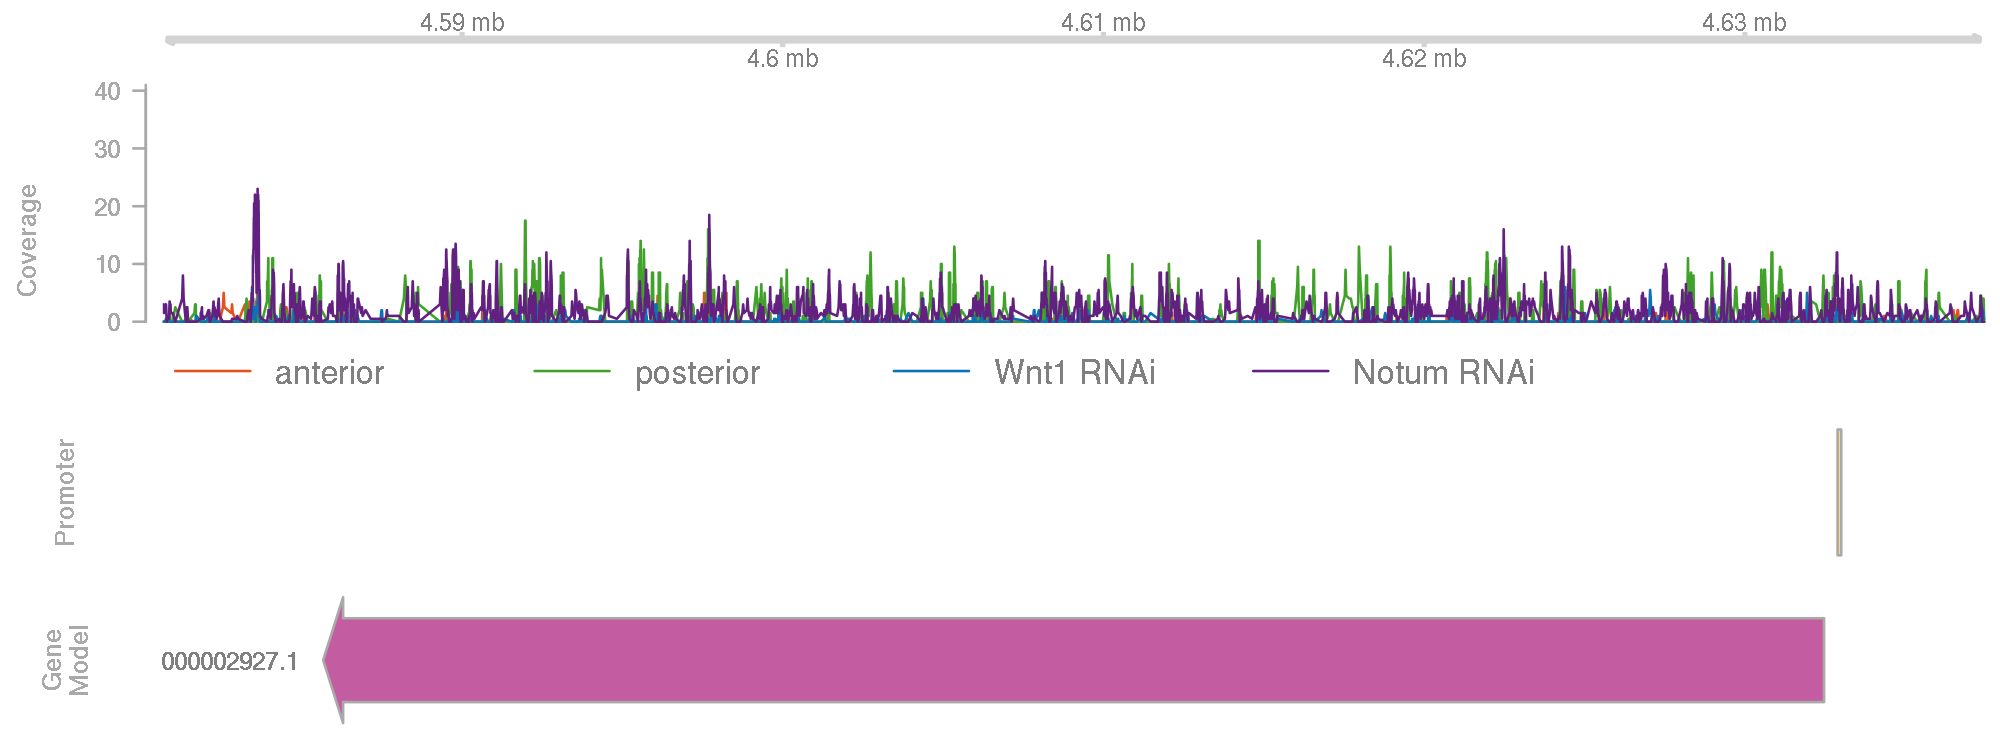 4.59 mb 4.61 mb 4.63 mb
4.6 mb 4.62 mb
40
30
20
10
0
Coverage
anterior posterior Wnt1 RNAi Notum RNAi
Promoter
0
Gene
Model
000002927.1